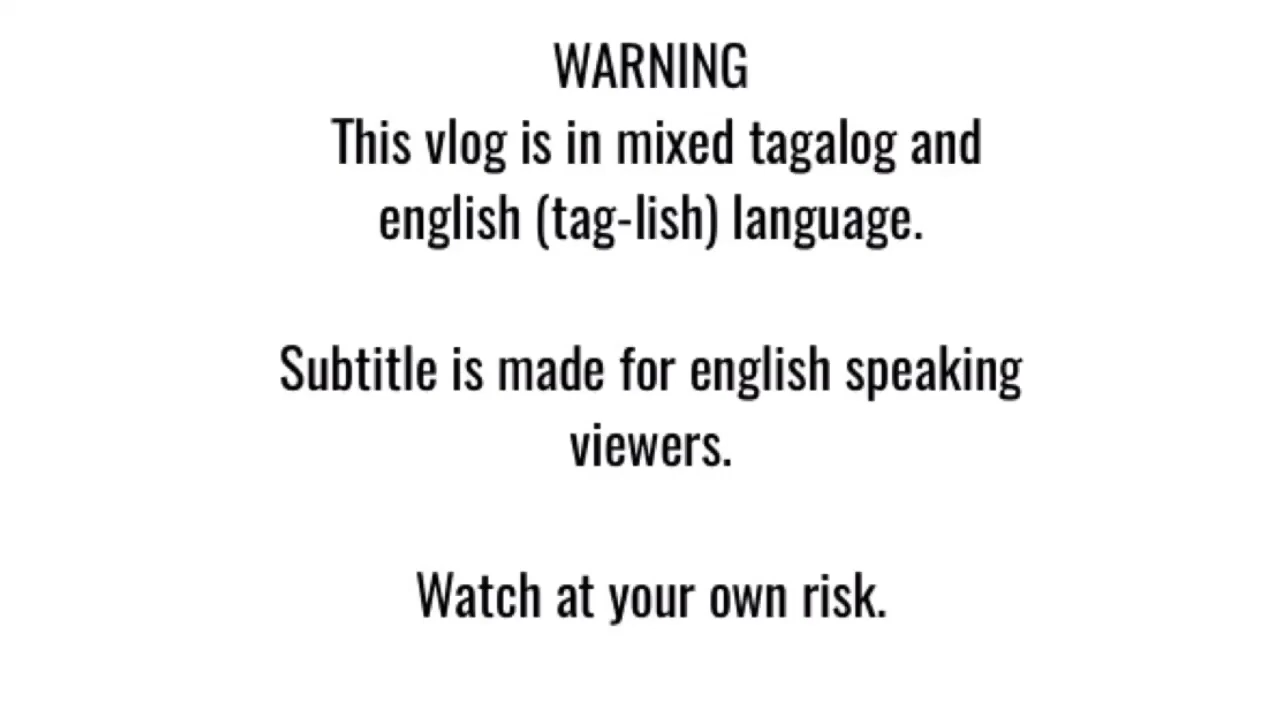 WARNING
This vlog is in mixed tagalog and
english (tag-lish) language.
Subtitle is made for english speaking
viewers.
Watch at your own risk.